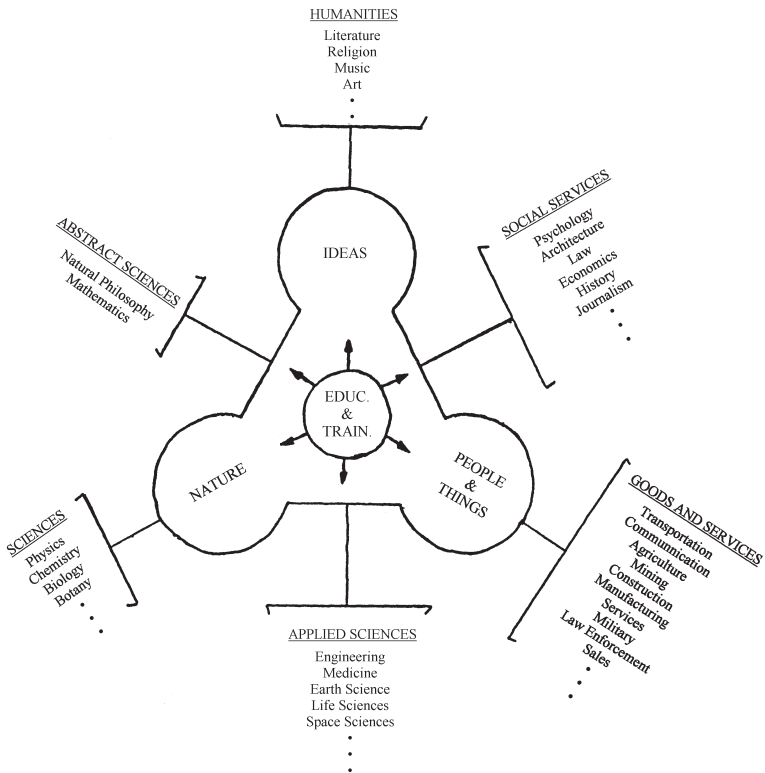 HUMANITIES
Literature
Religion
Music
Art
SOCIAL SERVICES
Psychology
Architecture
Law
Economics
History
Journalism
ABSTRACT SCIENCES
Natural Philosophy
Mathematics
IDEAS
EDUC.
&
TRAIN.
NATURE
PEOPLE
&
THINGS
GOODS AND SERVICES
Transportation
Communnication
Agriculture
Mining
Construction
Manufacturing
Services
Military
Law Enforcement
Sales
SCIENCES
Physics
Chemistry
Biology
Botany
APPLIED SCIENCES
Engineering
Medicine
Earth Science
Life Sciences
Space Sciences